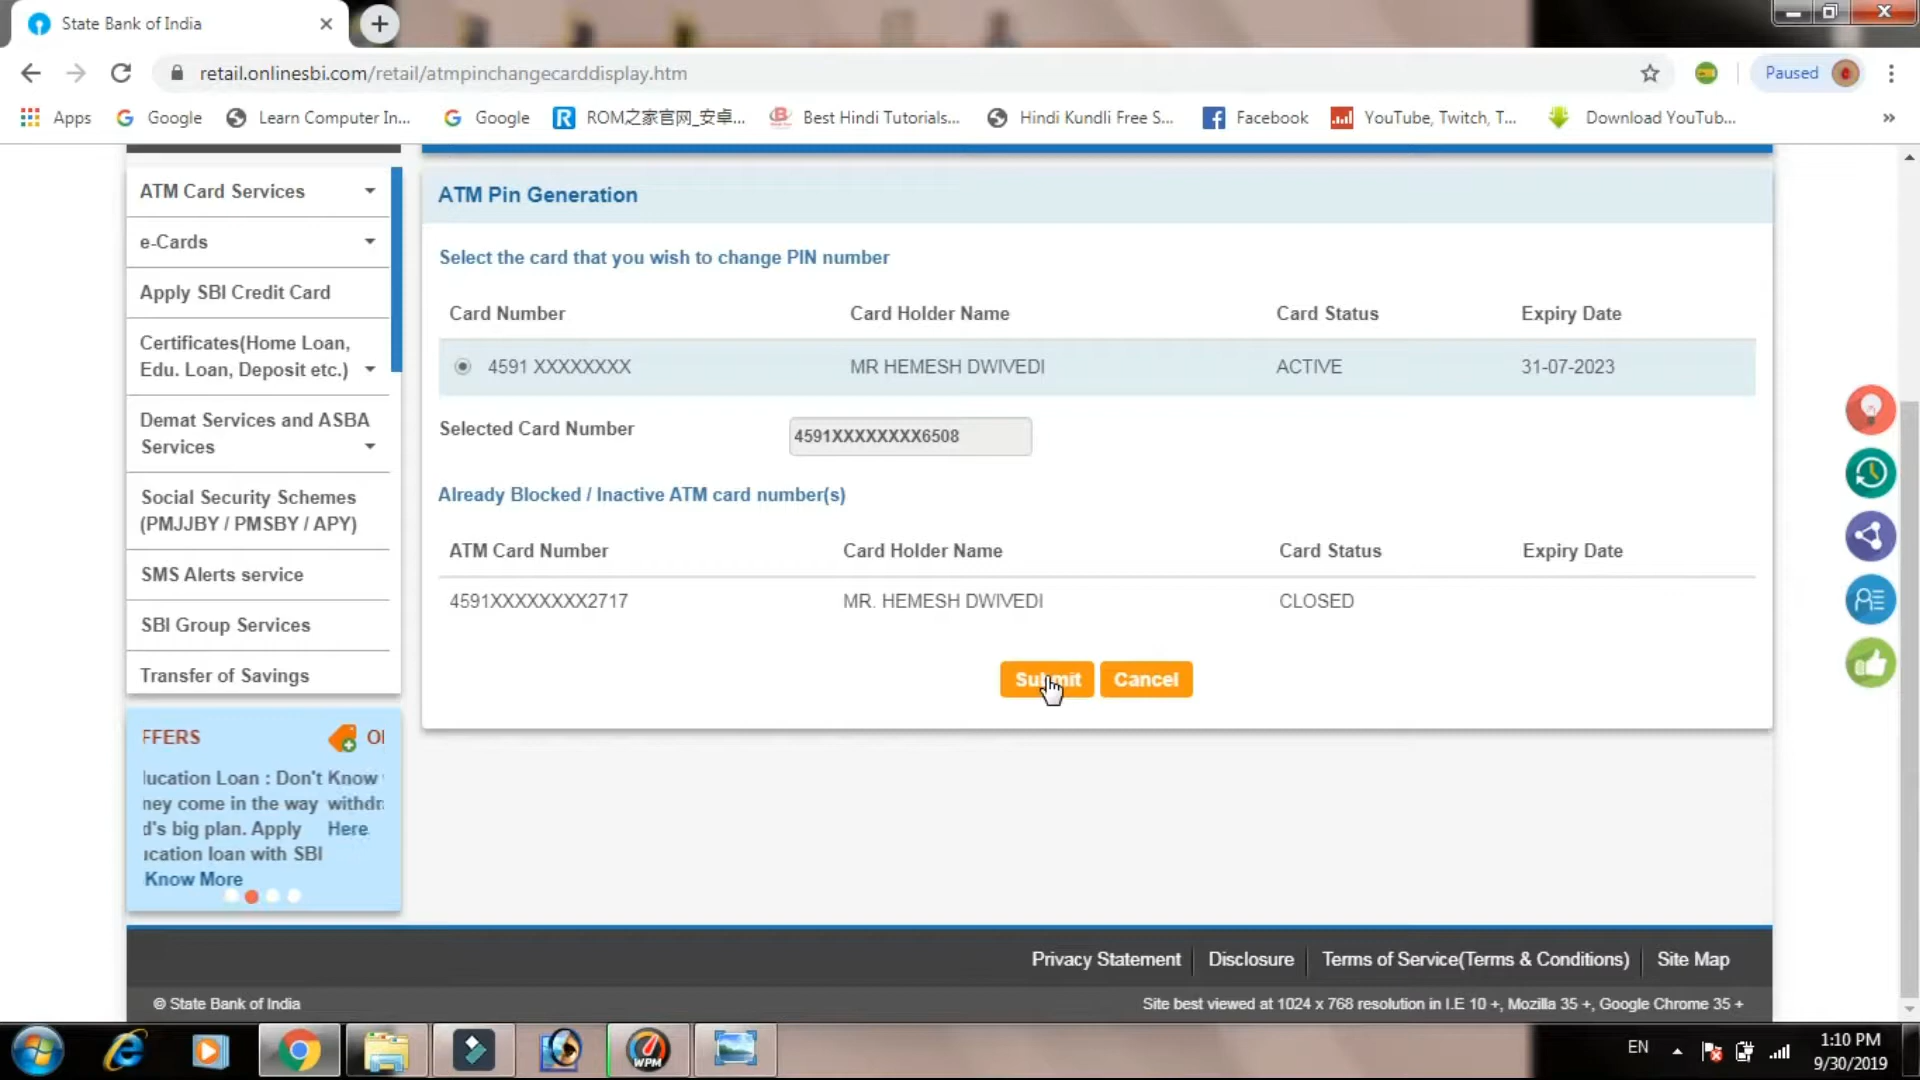 State Bank of India
retail.onlinesbi.com/retail/atmpinchangecarddisplay.htm
Paused
Apps
Google
Learn Computer In...
Google
ROM之家官网_安卓...
Best Hindi Tutorials...
Hindi Kundli Free S...
Facebook
YouTube, Twitch, T...
Download YouTub...
»
ATM Card Services
e-Cards
Apply SBI Credit Card
Certificates(Home Loan,
Edu. Loan, Deposit etc.)
Demat Services and ASBA
Services
Social Security Schemes
(PMJJBY / PMSBY / APY)
SMS Alerts service
SBI Group Services
Transfer of Savings
FFERS
lucation Loan : Don't
ney come in the way
d's big plan. Apply
ication loan with SBI
Know More
Know
withdr
Here
ATM Pin Generation
Select the card that you wish to change PIN number
Card Number Card Holder Name Card Status Expiry Date
4591 XXXXXXXX MR HEMESH DWIVEDI ACTIVE 31-07-2023
Selected Card Number 4591XXXXXXXX6508
Already Blocked / Inactive ATM card number(s)
ATM Card Number Card Holder Name Card Status Expiry Date
4591XXXXXXXX2717 MR. HEMESH DWIVEDI CLOSED
Submit Cancel
Privacy Statement Disclosure Terms of Service(Terms & Conditions) Site Map
© State Bank of India Site best viewed at 1024 x 768 resolution in I.E 10 +, Mozilla 35 +, Google Chrome 35 +
WPM
EN
1:10 PM
9/30/2019